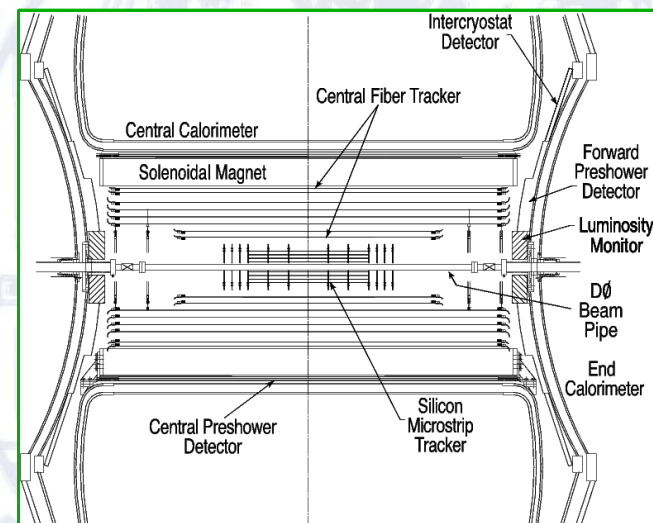 Intercryostat
Detector
Central Fiber Tracker
Central Calorimeter
Solenoidal Magnet
Forward
Preshower
Detector
Luminosity
Monitor
DØ
Beam
Pipe
End
Calorimeter
Silicon
Microstrip
Tracker
Central Preshower
Detector